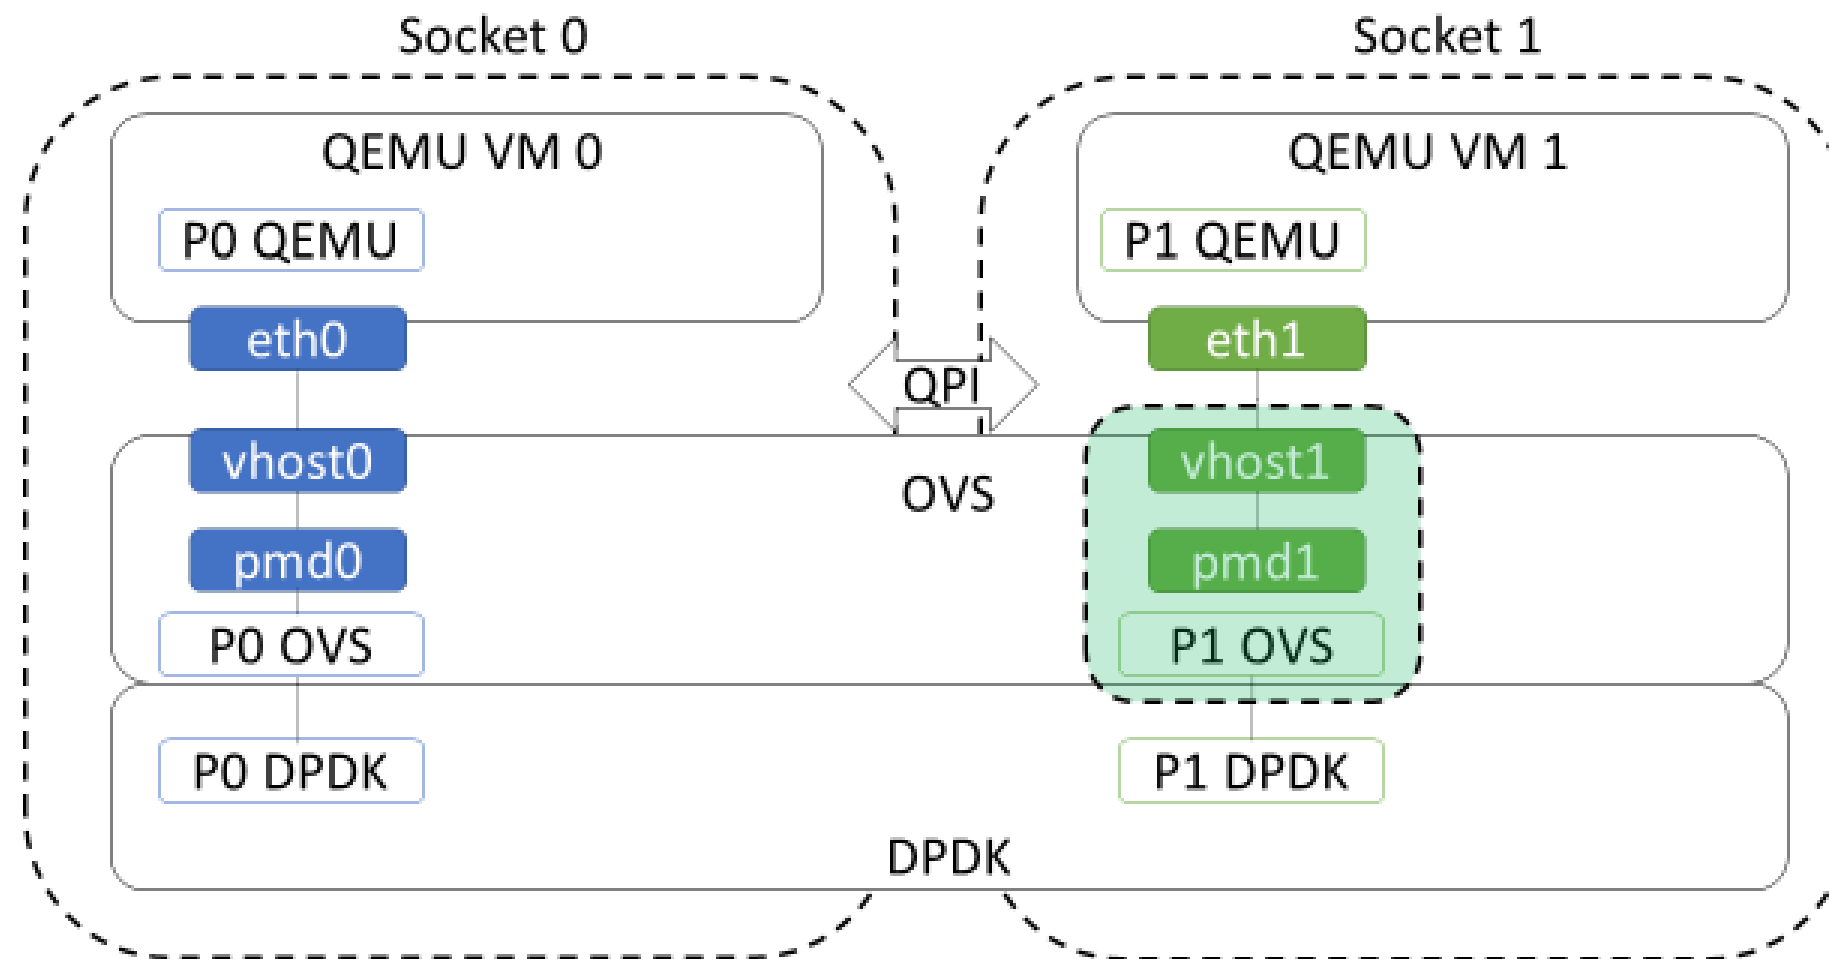 Socket 0
Socket 1
QEMU VM 0
QEMU VM 1
P0 QEMU
P1 QEMU
eth0
eth1
QPI
vhost0
OVS
vhost1
pmd0
pmd1
P0 OVS
P1 OVS
P0 DPDK
P1 DPDK
DPDK